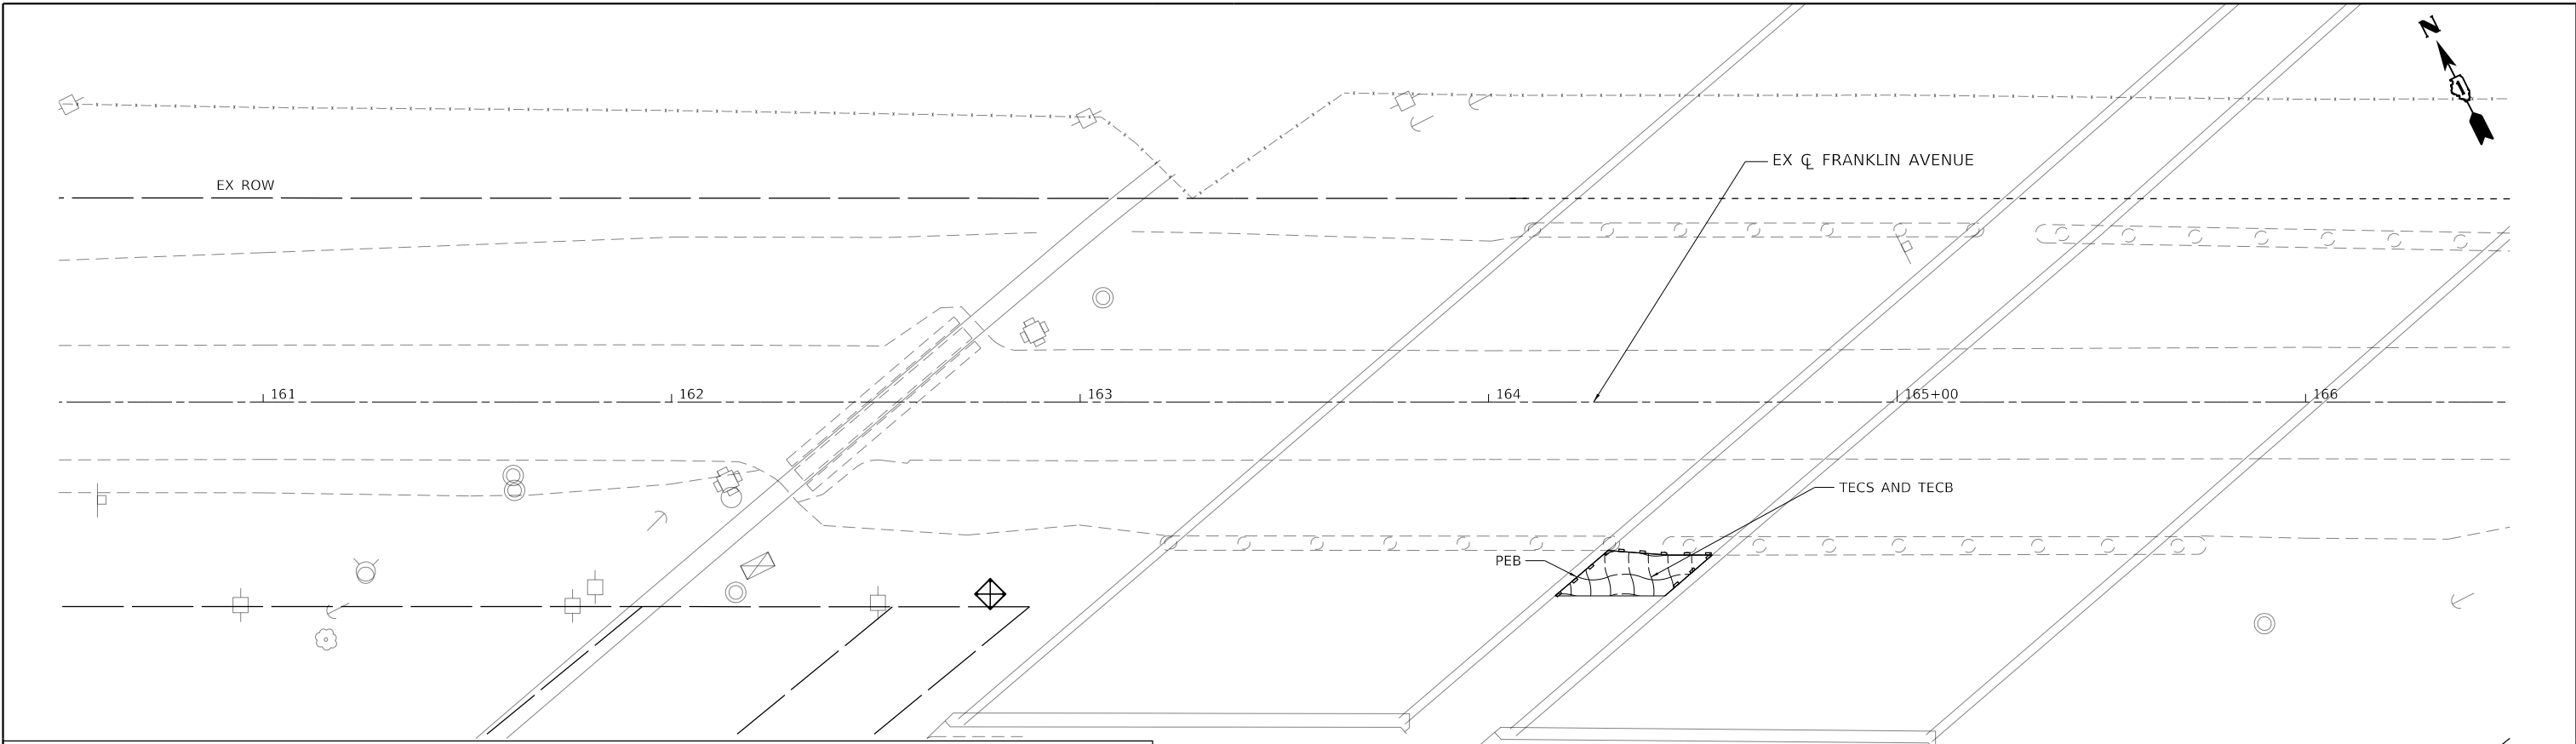 N
EX ROW
EX ℄ FRANKLIN AVENUE
161
162
163
164
165+00
166
TECS AND TECB
PEB